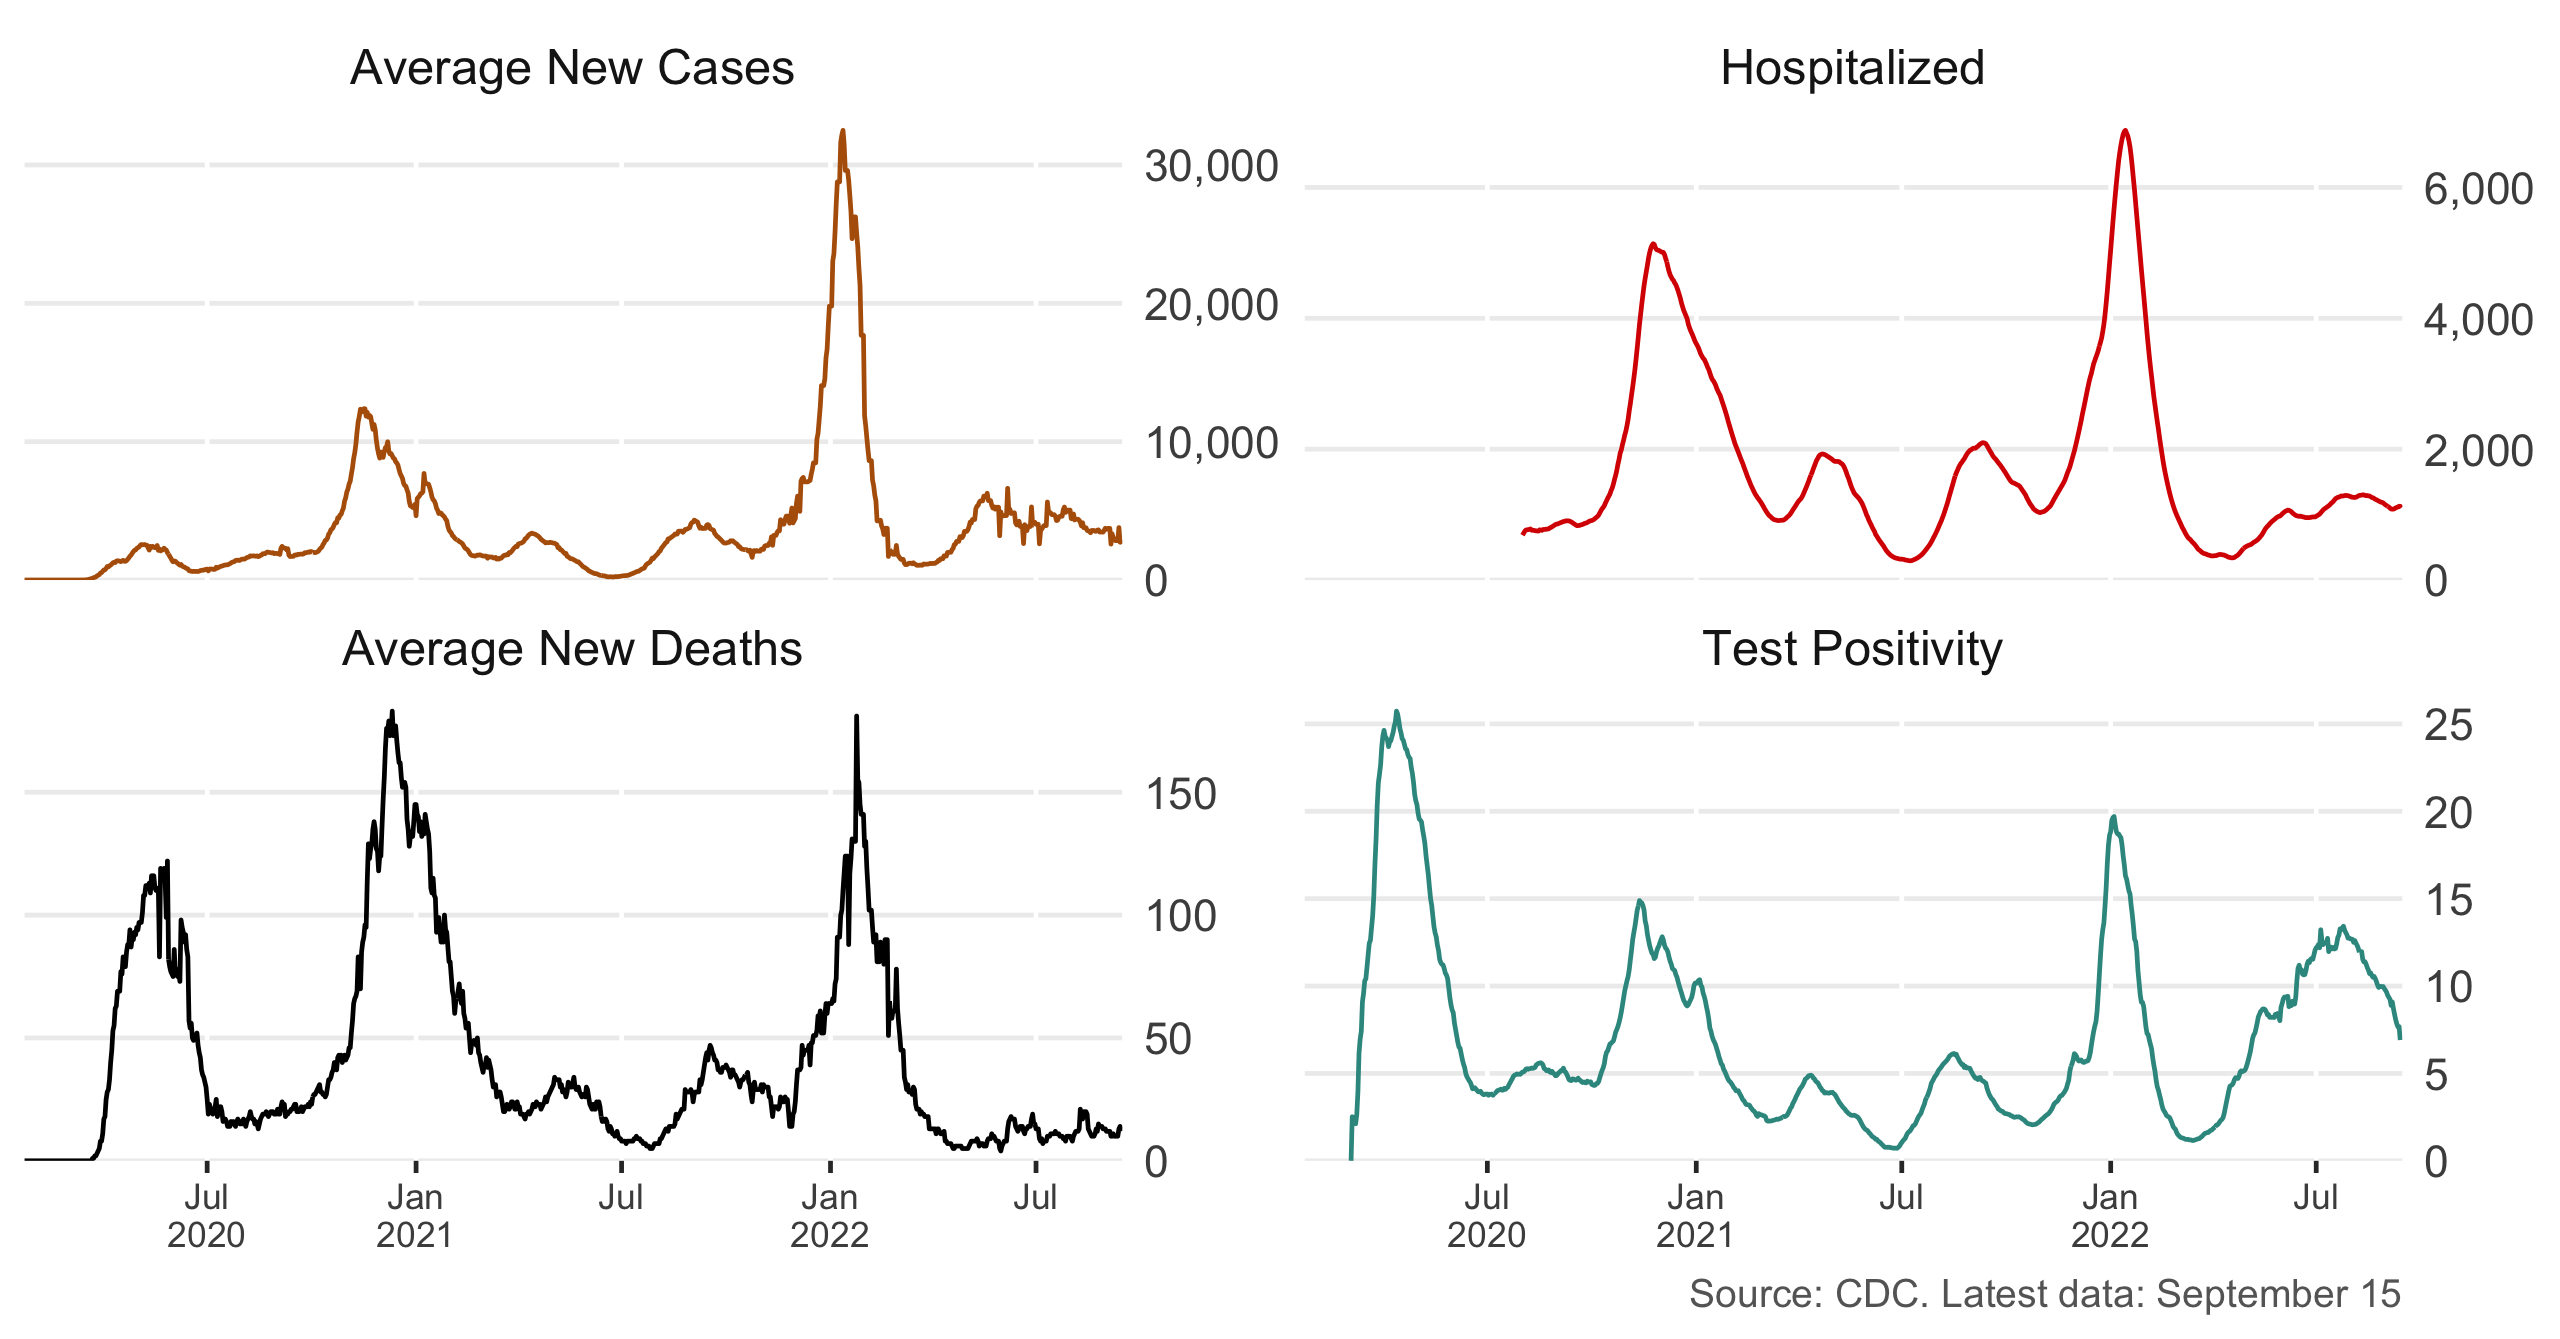 Average New Cases
30,000
20,000
10,000
0
Hospitalized
6,000
4,000
2,000
0
Average New Deaths
150
100
50
0
Jul Jan Jul Jan Jul
2020 2021 2022
Test Positivity
25
20
15
10
5
0
Jul Jan Jul Jan Jul
2020 2021 2022
Source: CDC. Latest data: September 15